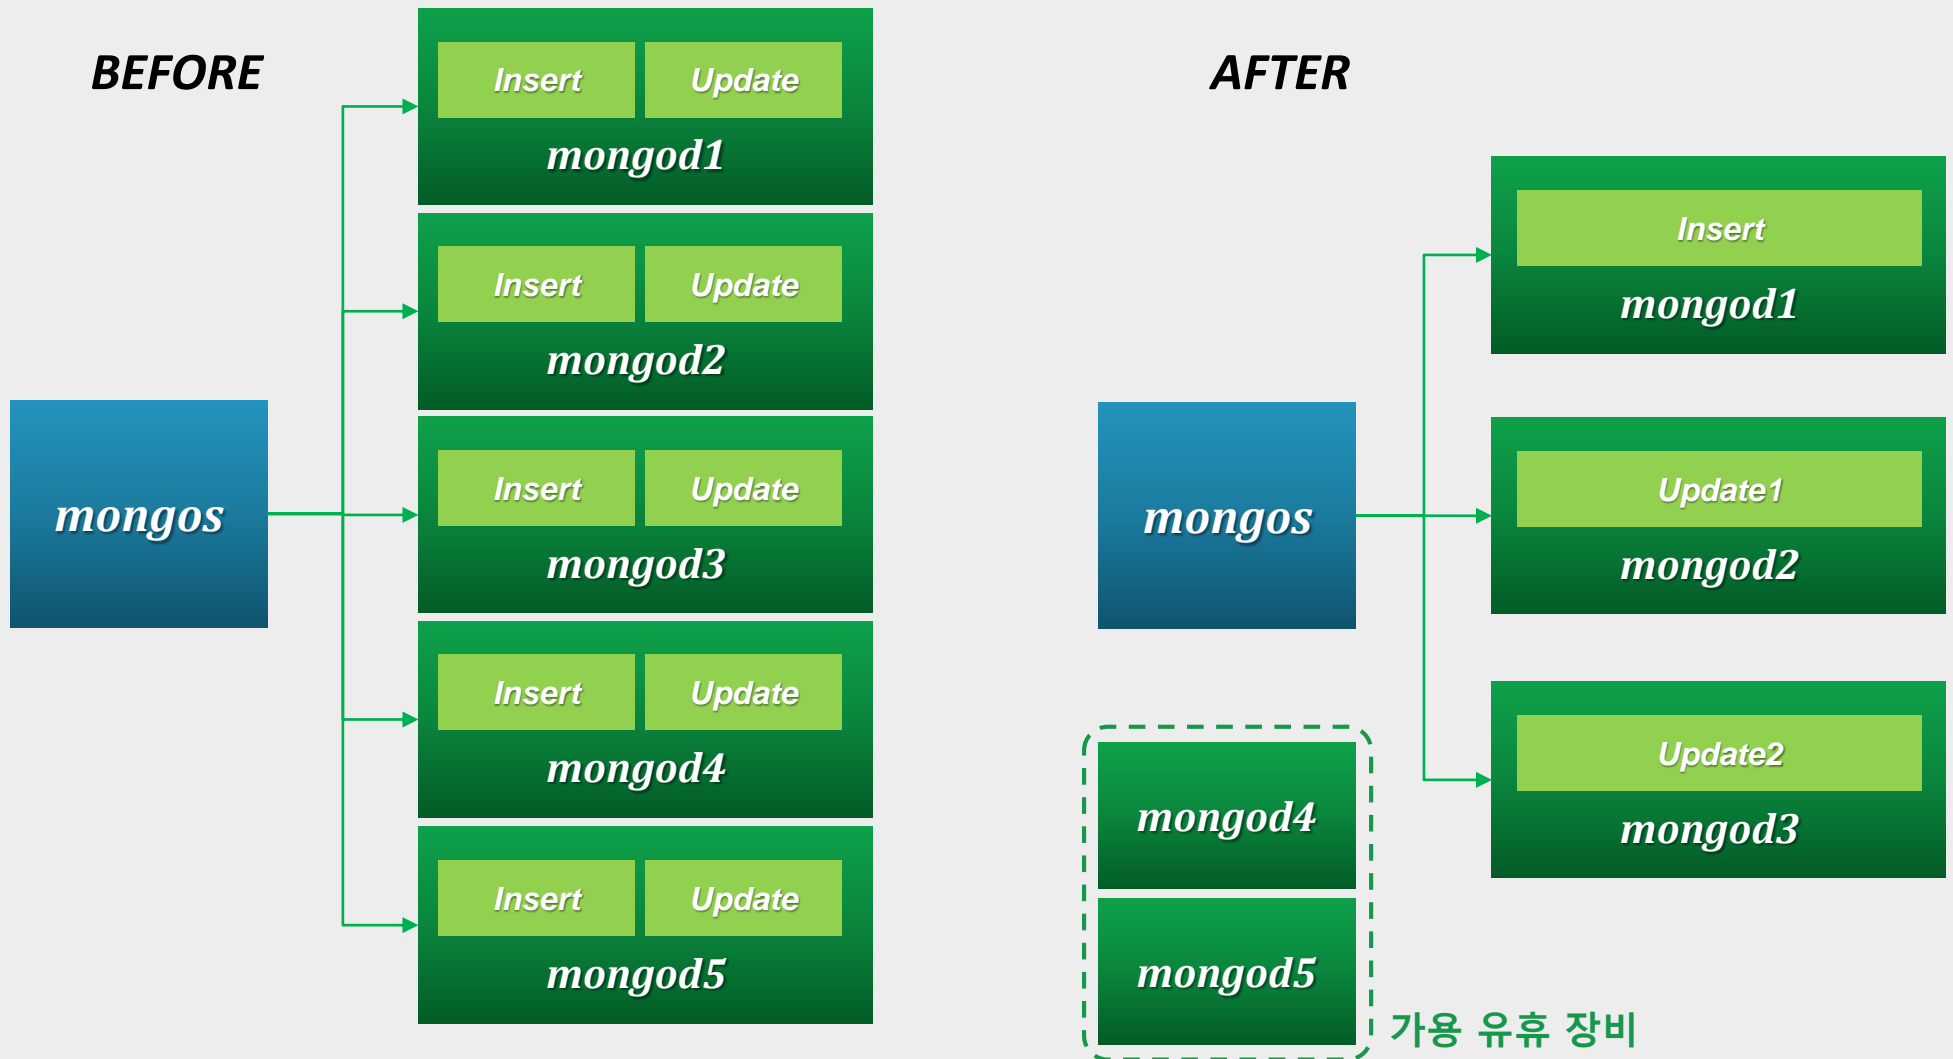 BEFORE
Insert
Update
mongod1
Insert
Update
mongod2
Insert
Update
mongod3
Insert
Update
mongod4
Insert
Update
mongod5
mongos
AFTER
Insert
mongod1
Update1
mongod2
Update2
mongod3
mongos
mongod4
mongod5
가용 유휴 장비